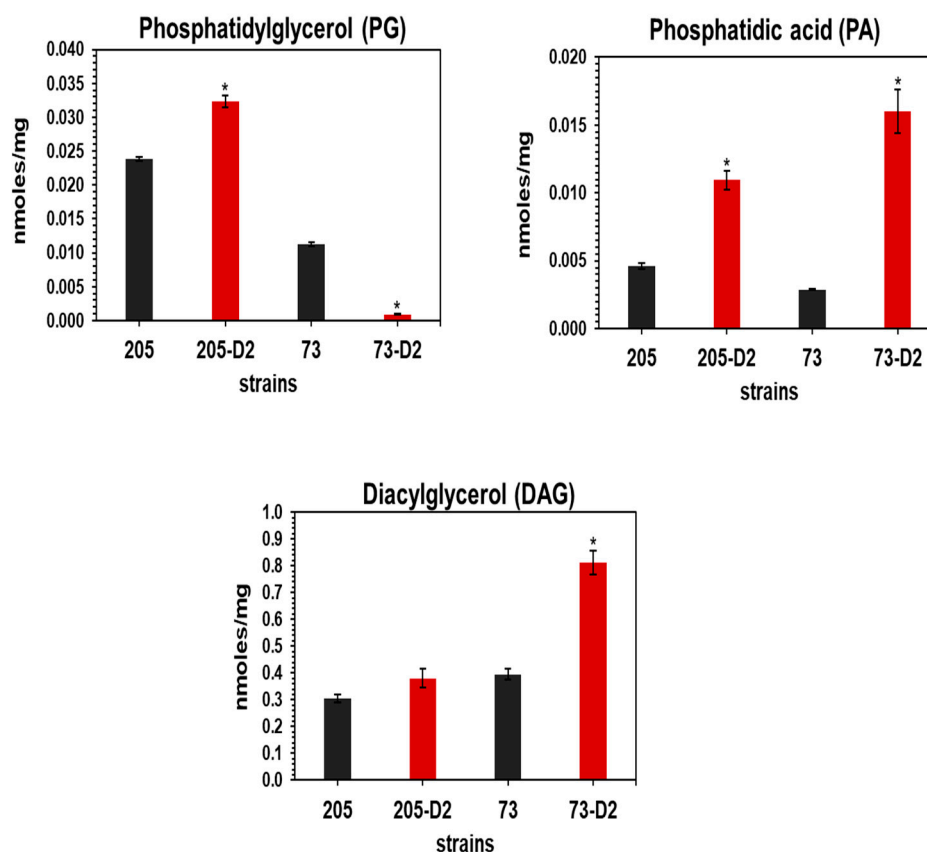 Phosphatidylglycerol (PG)
0.040
0.035
0.030
0.025
0.020
0.015
0.010
0.005
0.000
nmoles/mg
*
*
205 205-D2 73 73-D2
strains
Phosphatidic acid (PA)
0.020
0.015
0.010
0.005
0.000
nmoles/mg
*
*
205 205-D2 73 73-D2
strains
Diacylglycerol (DAG)
1.0
0.9
0.8
0.7
0.6
0.5
0.4
0.3
0.2
0.1
0.0
nmoles/mg
*
205 205-D2 73 73-D2
strains